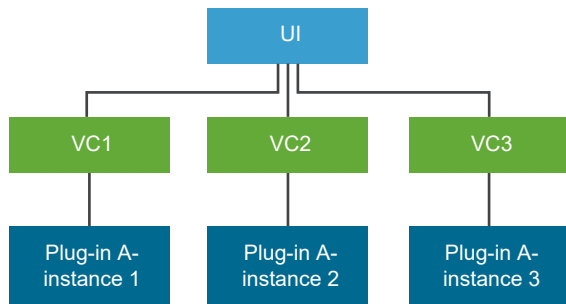 UI
VC1
VC2
VC3
Plug-in A-
instance 1
Plug-in A-
instance 2
Plug-in A-
instance 3